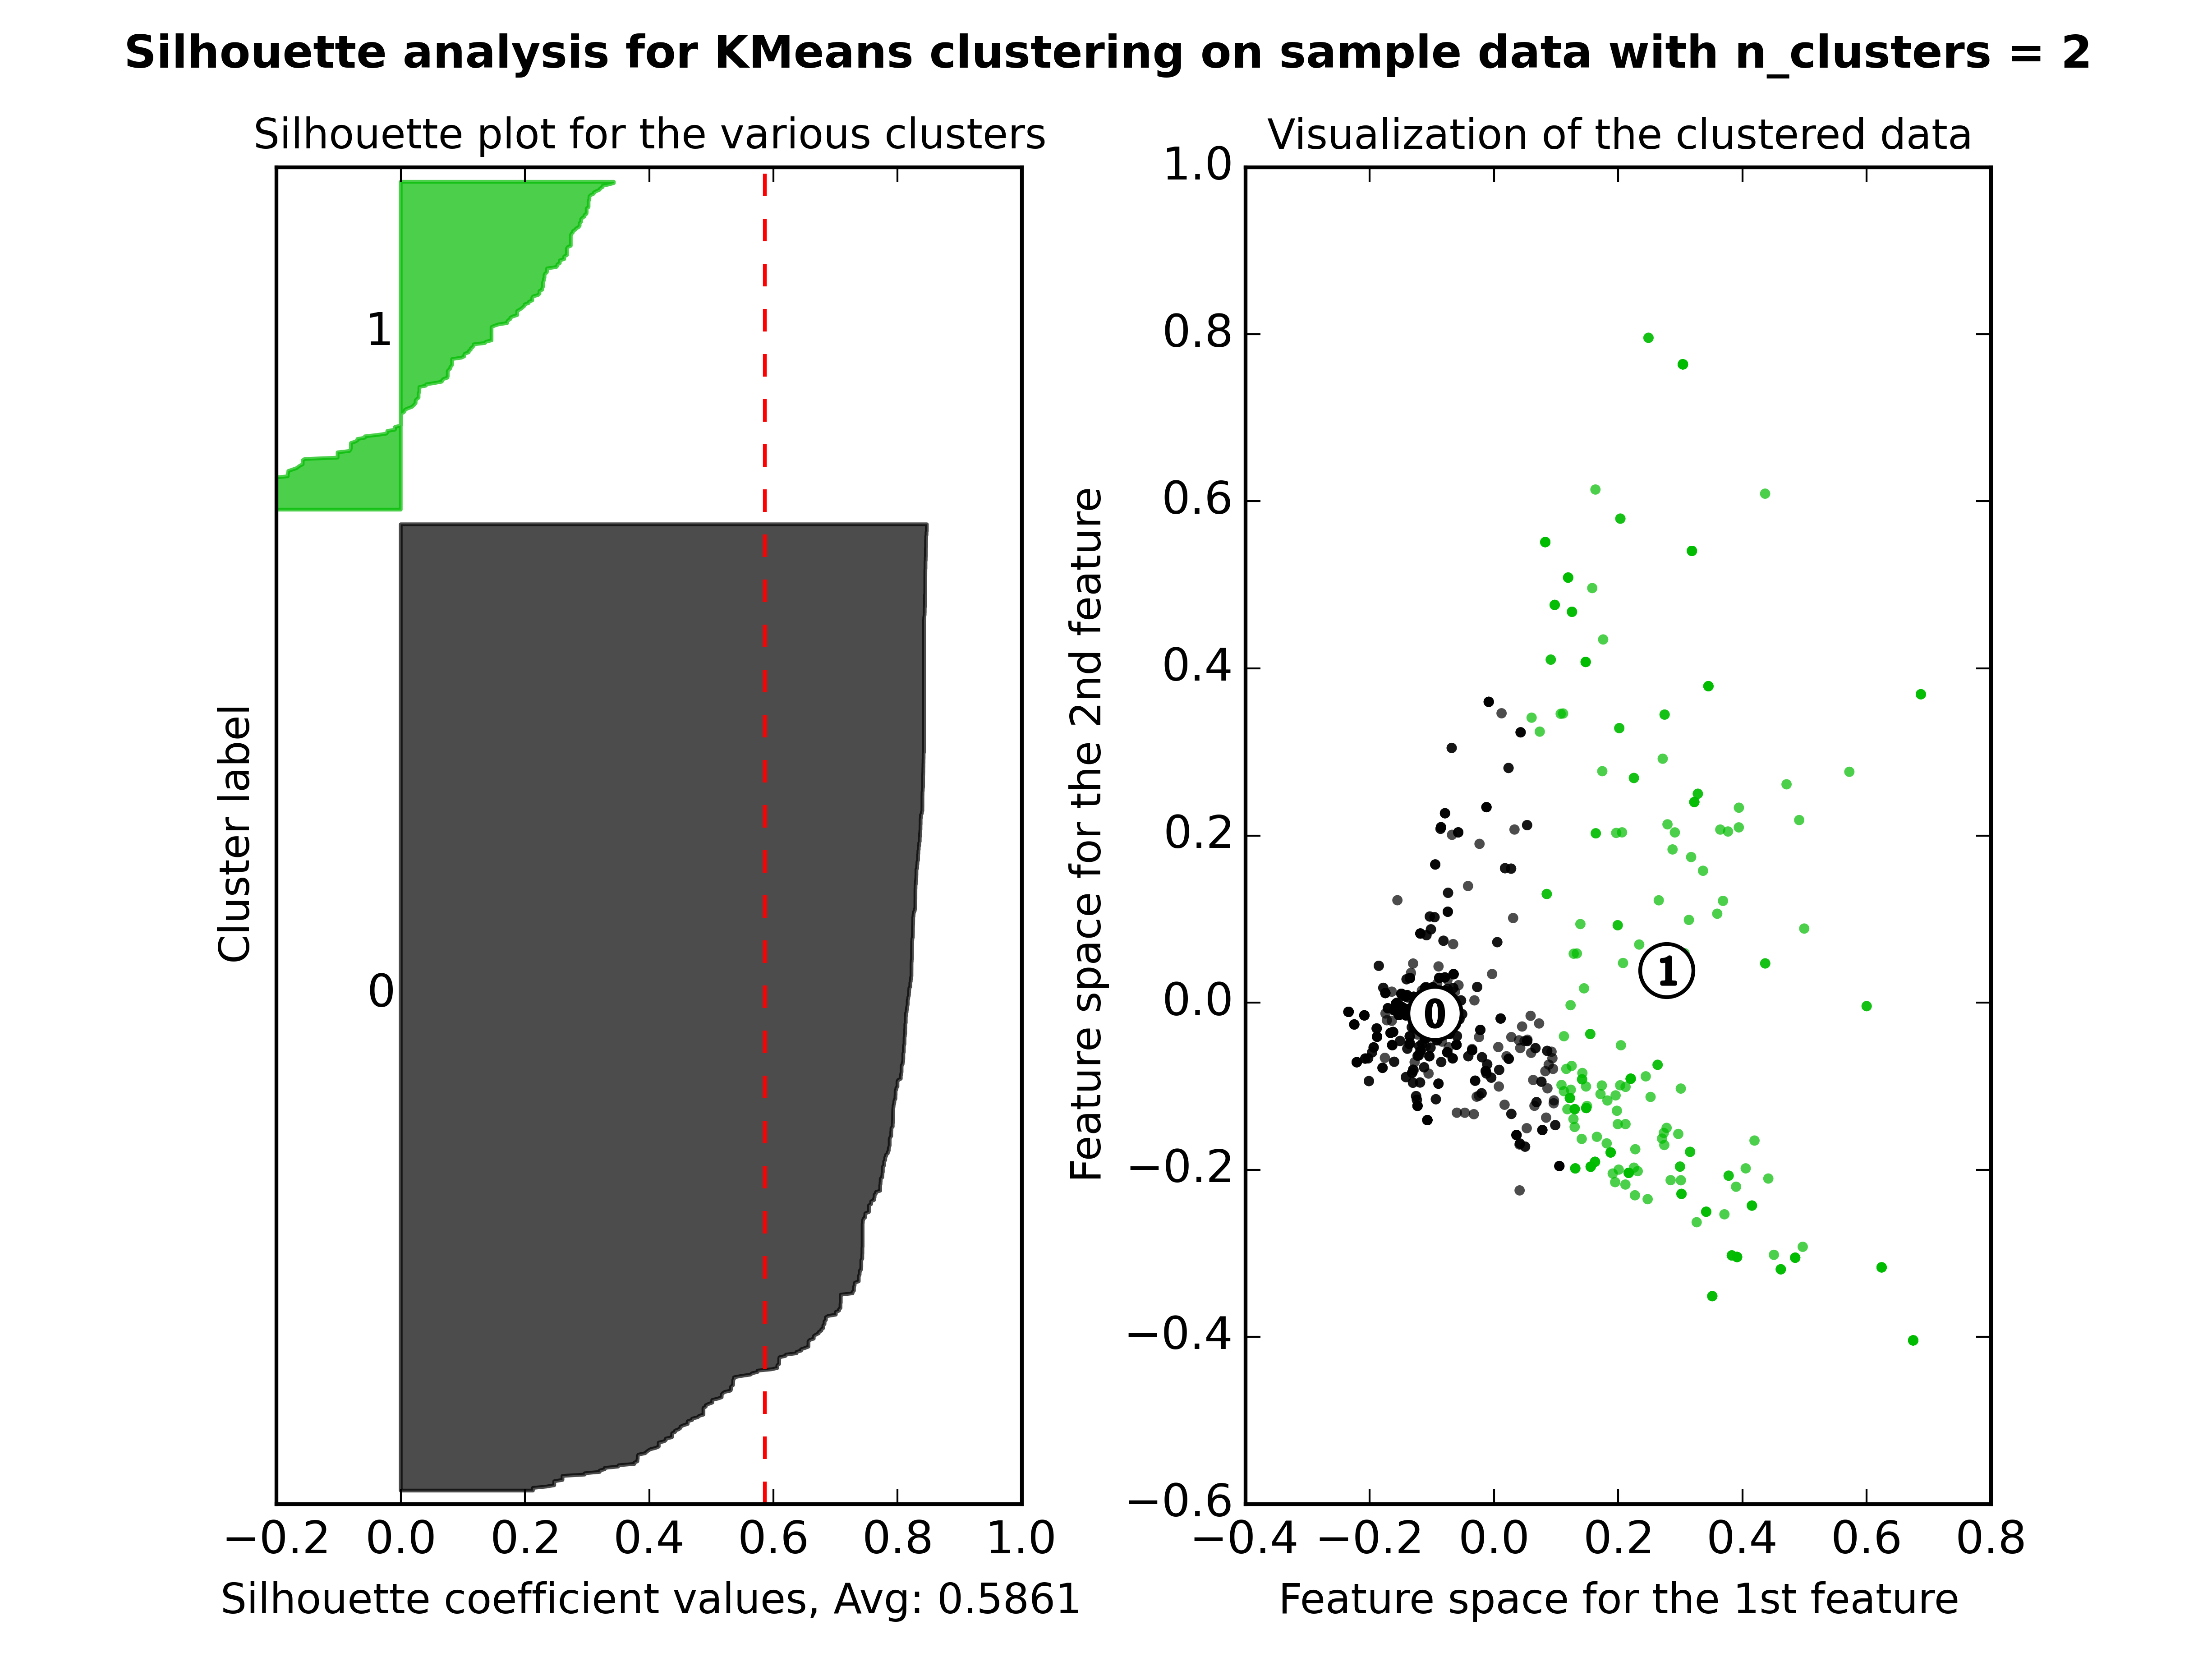 Silhouette analysis for KMeans clustering on sample data with n_clusters = 2
Silhouette plot for the various clusters
Cluster label
1
0
−0.2 0.0 0.2 0.4 0.6 0.8 1.0
Silhouette coefficient values, Avg: 0.5861
Visualization of the clustered data
Feature space for the 2nd feature
1.0
0.8
0.6
0.4
0.2
0.0
−0.2
−0.4
−0.6
1
0
−0.4 −0.2 0.0 0.2 0.4 0.6 0.8
Feature space for the 1st feature